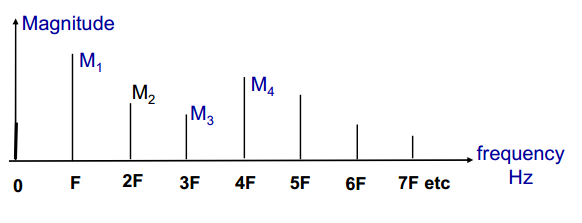 Magnitude
M1
M2
M3
M4
frequency
Hz
0 F 2F 3F 4F 5F 6F 7F etc